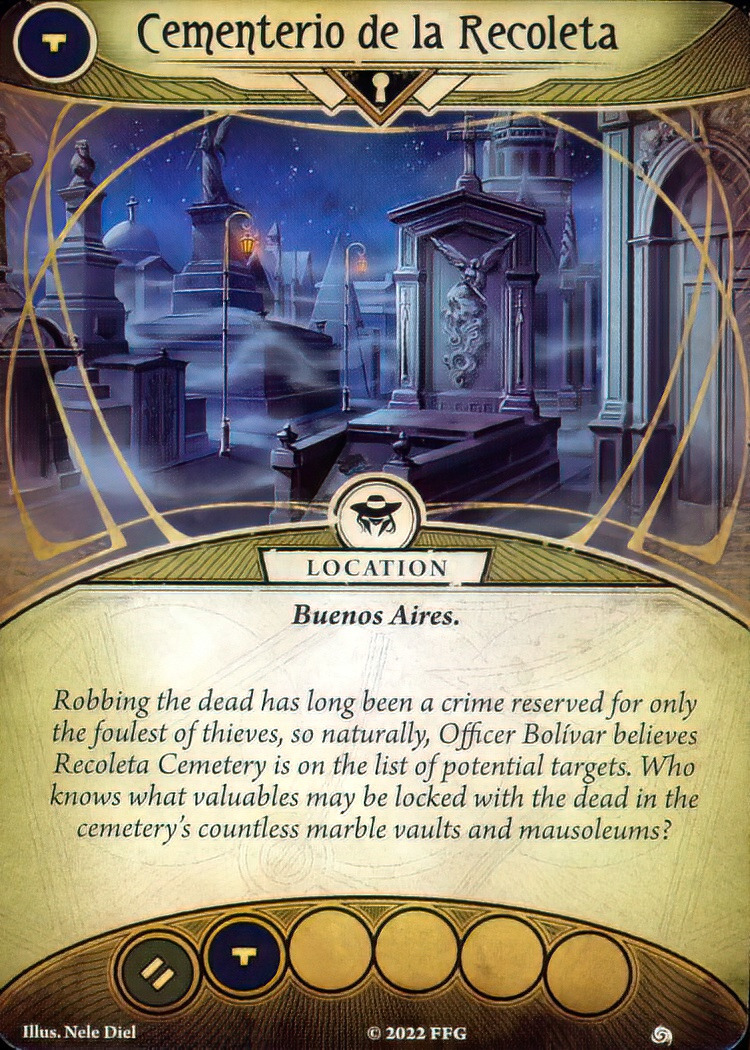 Cementerio de la Recoleta
LOCATION
Buenos Aires.
Robbing the dead has long been a crime reserved for only
the foulest of thieves, so naturally, Officer Bolívar believes
Recoleta Cemetery is on the list of potential targets. Who
knows what valuables may be locked with the dead in the
cemetery's countless marble vaults and mausoleums?
Illus. Nele Diel
© 2022 FFG